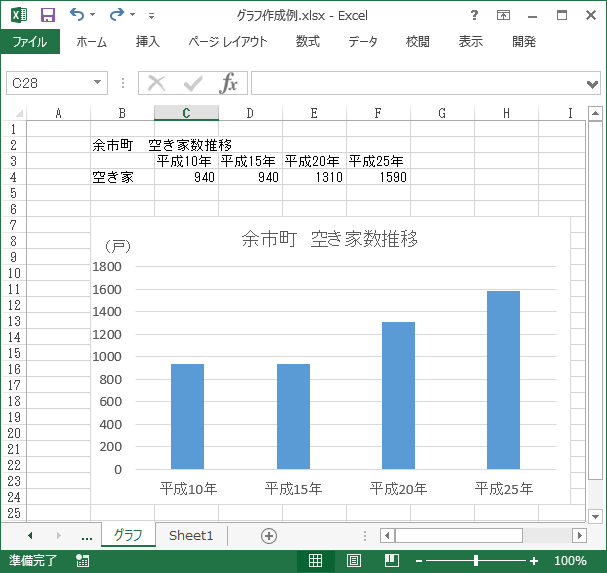 グラフ作成例.xlsx - Excel
ファイル ホーム 挿入 ページ レイアウト 数式 データ 校閲 表示 開発
C28 fx
A B C D E F G H I
1
2 余市町 空き家数推移
3 平成10年 平成15年 平成20年 平成25年
4 空き家 940 940 1310 1590
5
6
7
8
9
10
11
12
13
14
15
16
17
18
19
20
21
22
23
24
25
余市町 空き家数推移
（戸）
1800
1600
1400
1200
1000
800
600
400
200
0
平成10年 平成15年 平成20年 平成25年
... グラフ Sheet1
準備完了 100%